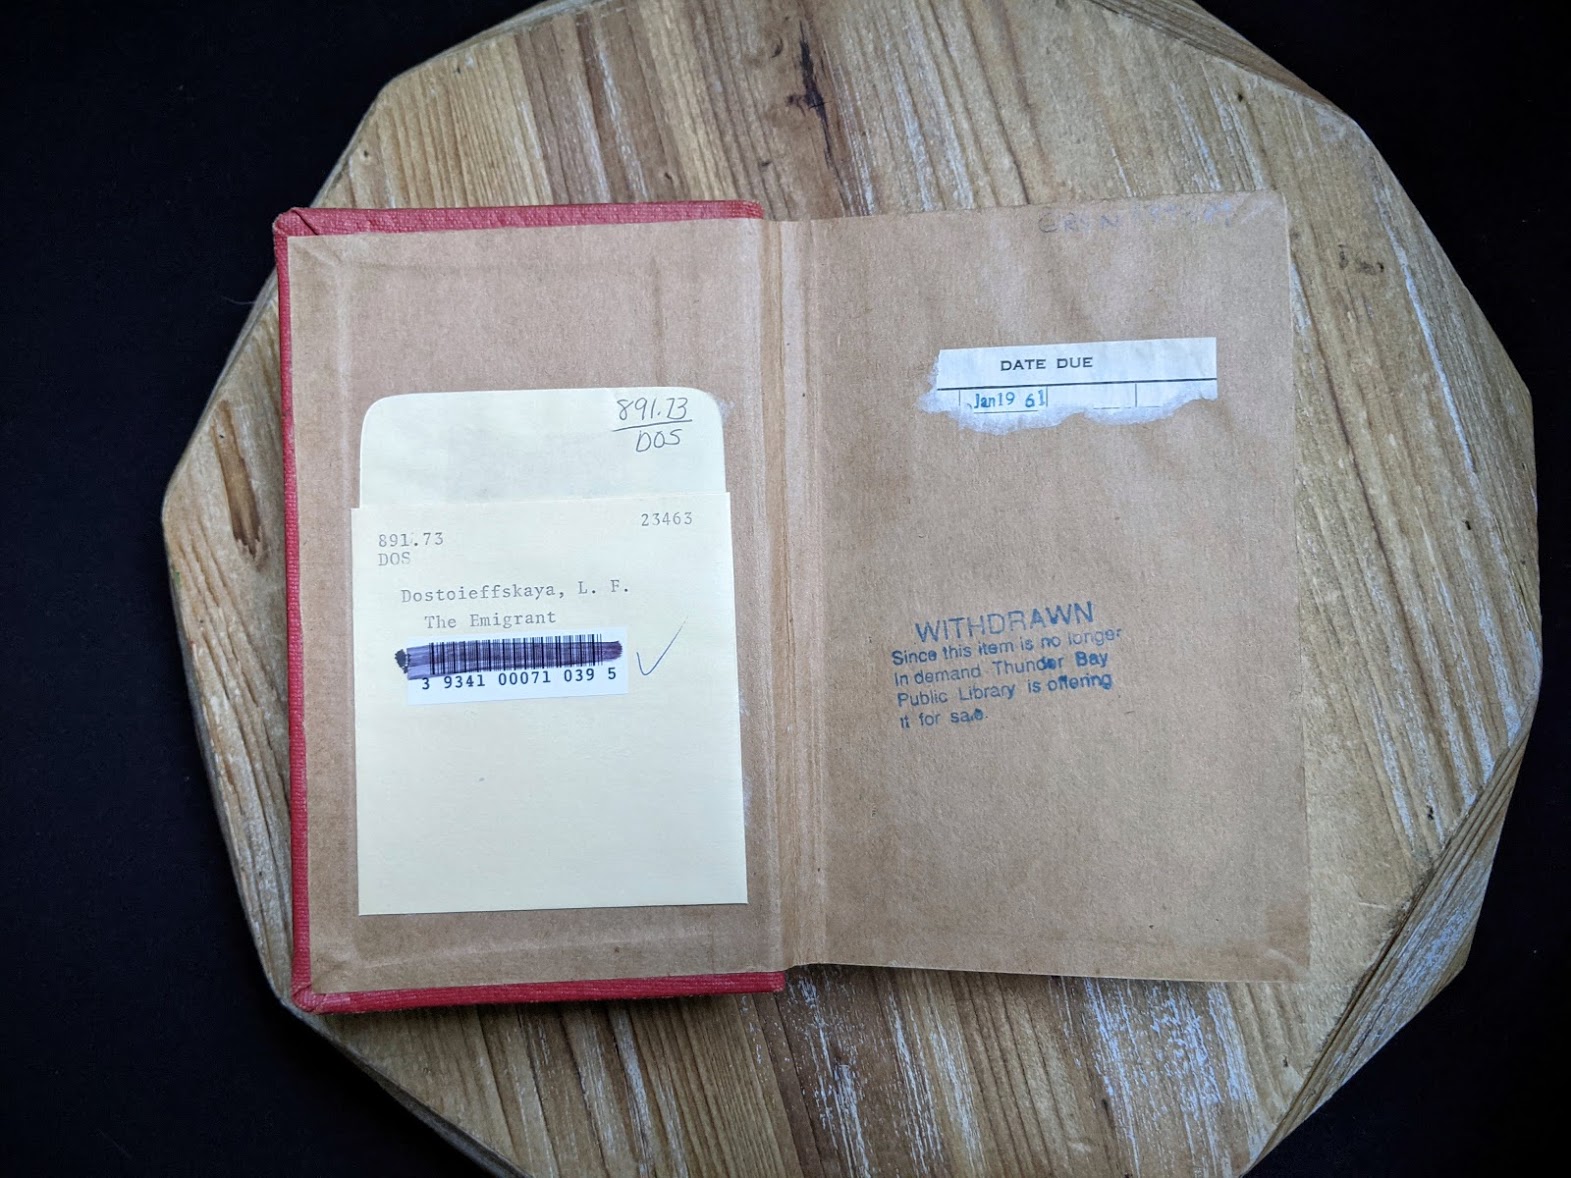 891.73
DOS
23463
891.73
DOS
Dostoieffskaya, L. F.
The Emigrant
3 9341 00071 039 5
DATE DUE
Jan 19 61
WITHDRAWN
Since this item is no longer
in demand Thunder Bay
Public Library is offering
it for sale.